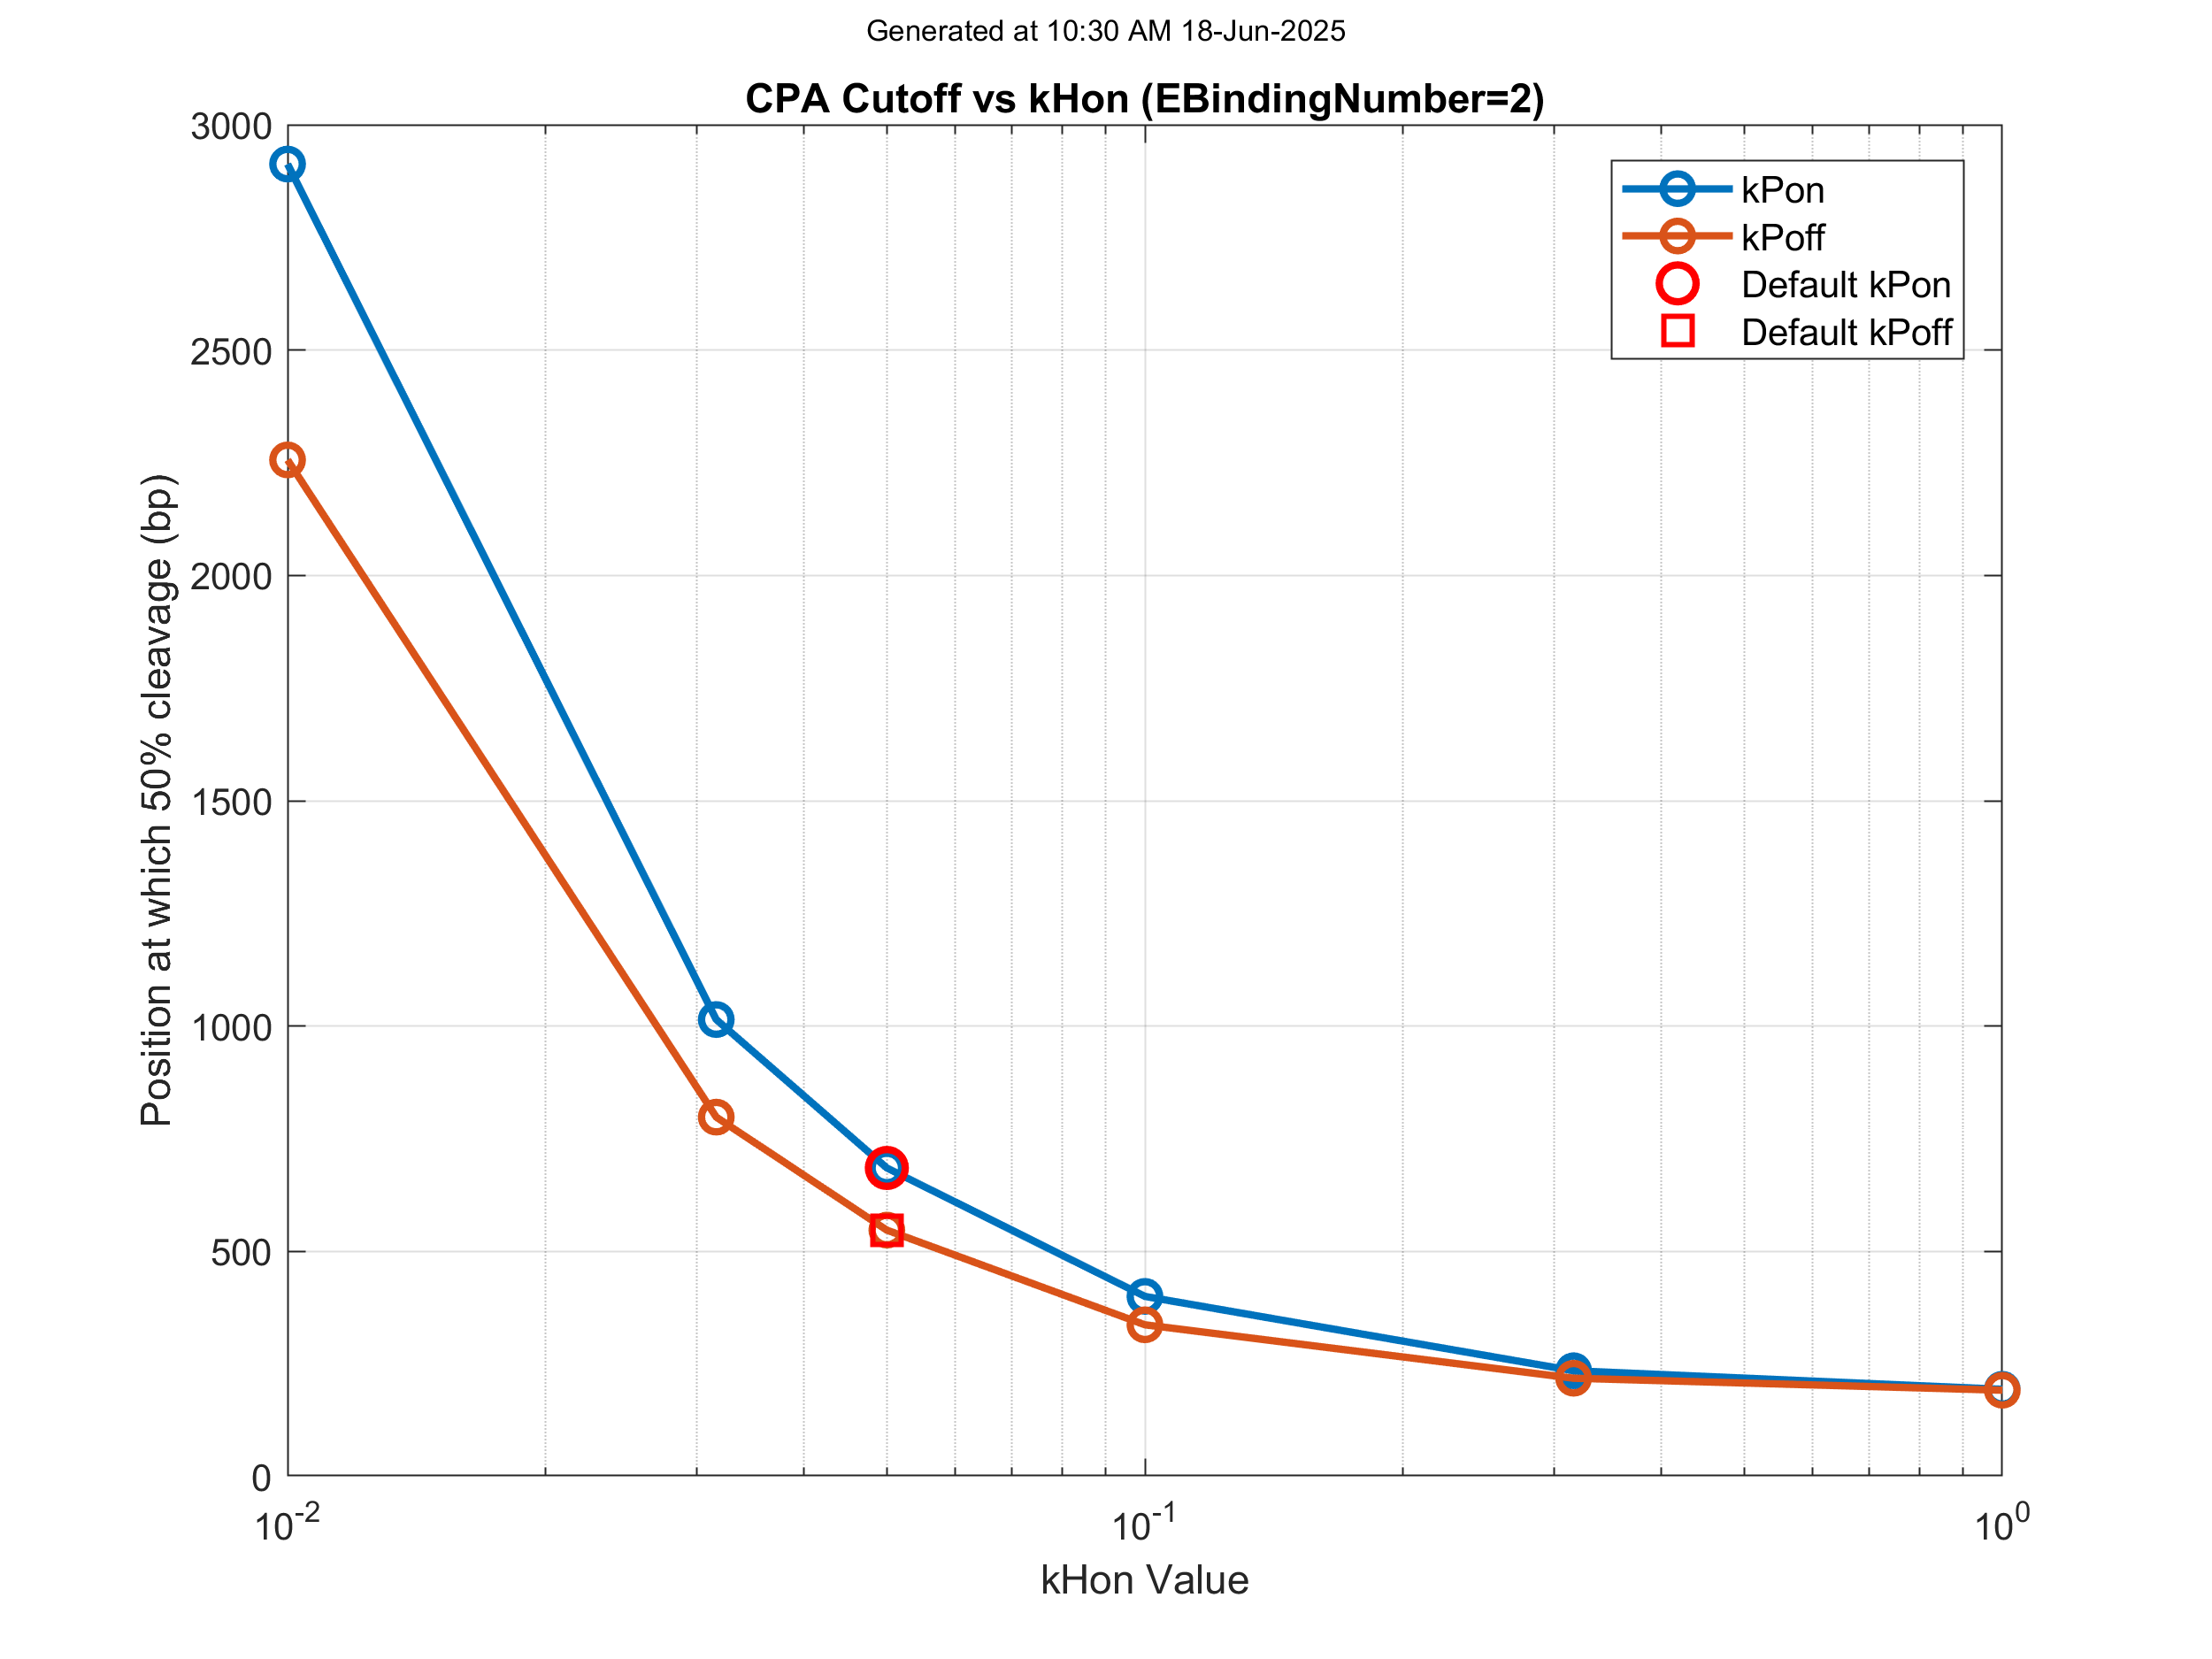 Generated at 10:30 AM 18-Jun-2025
CPA Cutoff vs kHon (EBindingNumber=2)
3000
2500
2000
1500
1000
500
0
Position at which 50% cleavage (bp)
kPon
kPoff
Default kPon
Default kPoff
10^-2
10^-1
10^0
kHon Value